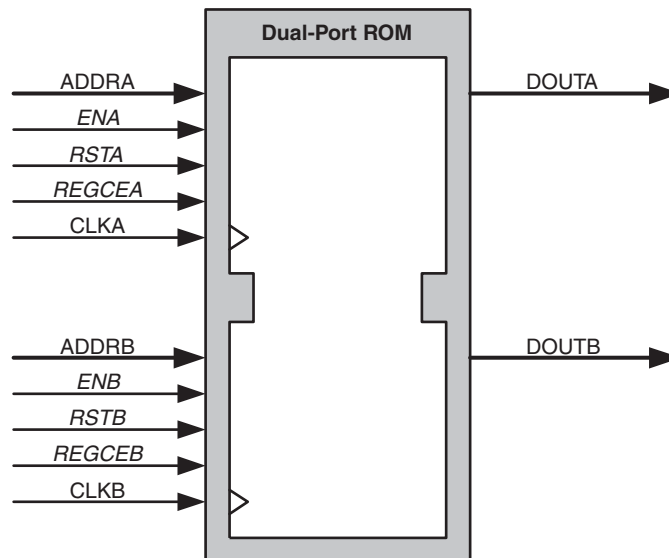 Dual-Port ROM
ADDRA
ENA
RSTA
REGCEA
CLKA
DOUTA
ADDRB
ENB
RSTB
REGCEB
CLKB
DOUTB